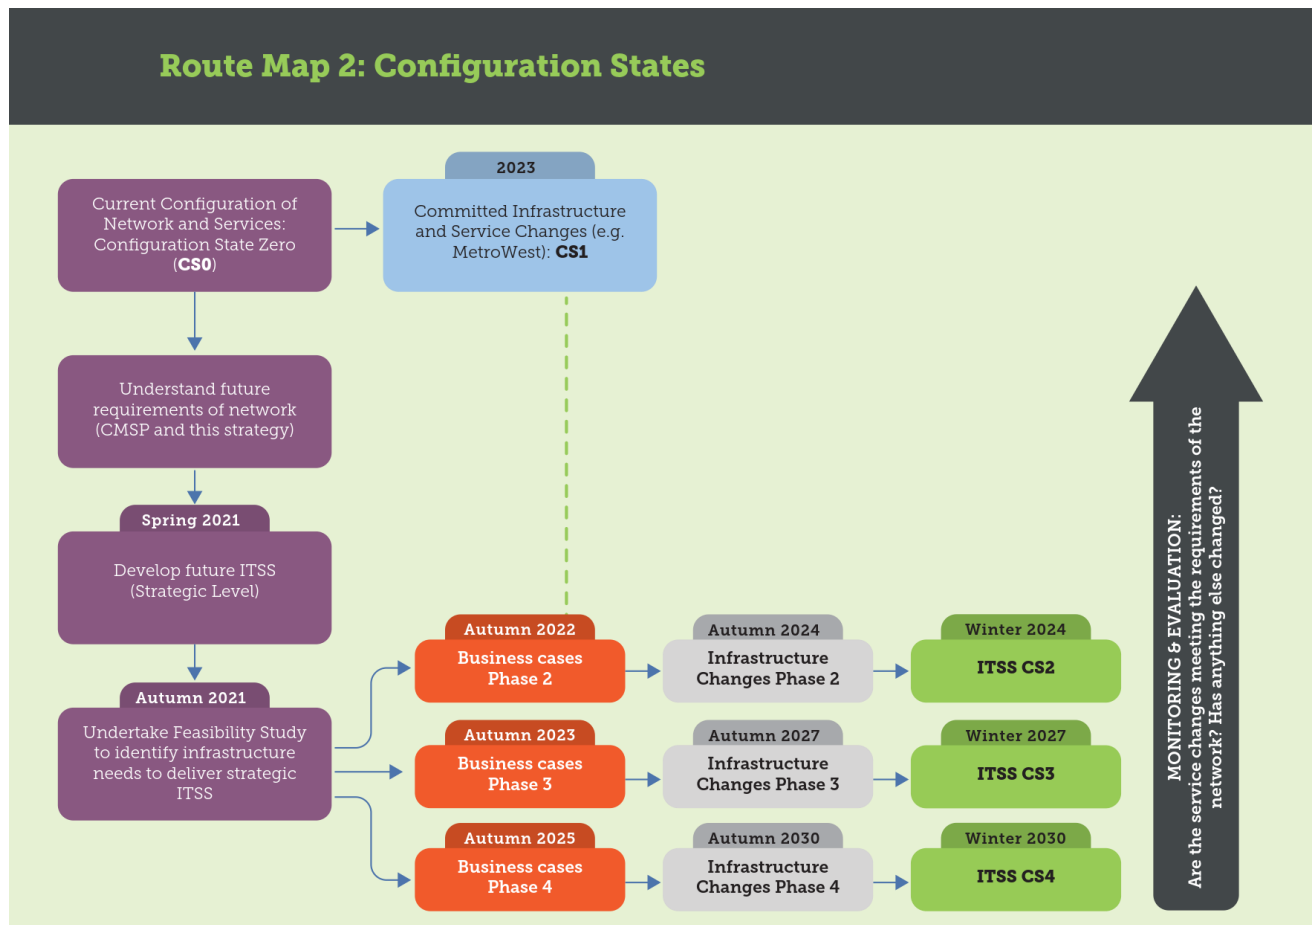 Route Map 2: Configuration States
Current Configuration of
Network and Services:
Configuration State Zero
(CS0)
2023
Committed Infrastructure
and Service Changes (e.g.
MetroWest): CS1
Understand future
requirements of network
(CMSP and this strategy)
Spring 2021
Develop future ITSS
(Strategic Level)
Autumn 2021
Undertake Feasibility Study
to identify infrastructure
needs to deliver strategic
ITSS
Autumn 2022
Business cases
Phase 2
Autumn 2024
Infrastructure
Changes Phase 2
Winter 2024
ITSS CS2
Autumn 2023
Business cases
Phase 3
Autumn 2027
Infrastructure
Changes Phase 3
Winter 2027
ITSS CS3
Autumn 2025
Business cases
Phase 4
Autumn 2030
Infrastructure
Changes Phase 4
Winter 2030
ITSS CS4
MONITORING & EVALUATION:
Are the service changes meeting the requirements of the
network? Has anything else changed?